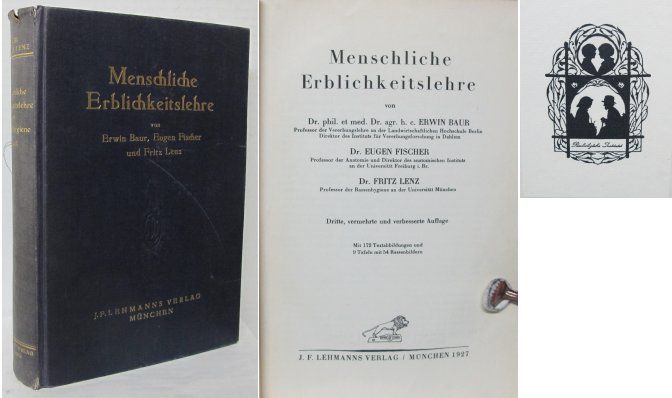 LENZ
Menschliche
Erblichkeitslehre
von
Erwin Baur, Eugen Fischer
und Fritz Lenz
J.F. LEHMANNS VERLAG
MÜNCHEN
Menschliche
Erblichkeitslehre
von
Dr. phil. et med. Dr. agr. h. c. ERWIN BAUR
Professor der Vererbungslehre an der Landwirtschaftlichen Hochschule Berlin
Direktor des Instituts für Vererbungsforschung in Dahlem
Dr. EUGEN FISCHER
Professor der Anatomie und Direktor des anatomischen Instituts
an der Universität Freiburg i. Br.
Dr. FRITZ LENZ
Professor der Rassenhygiene an der Universität München
Dritte, vermehrte und verbesserte Auflage
Mit 172 Textabbildungen und
9 Tafeln mit 54 Rassenbildern
J. F. LEHMANNS VERLAG / MÜNCHEN 1927